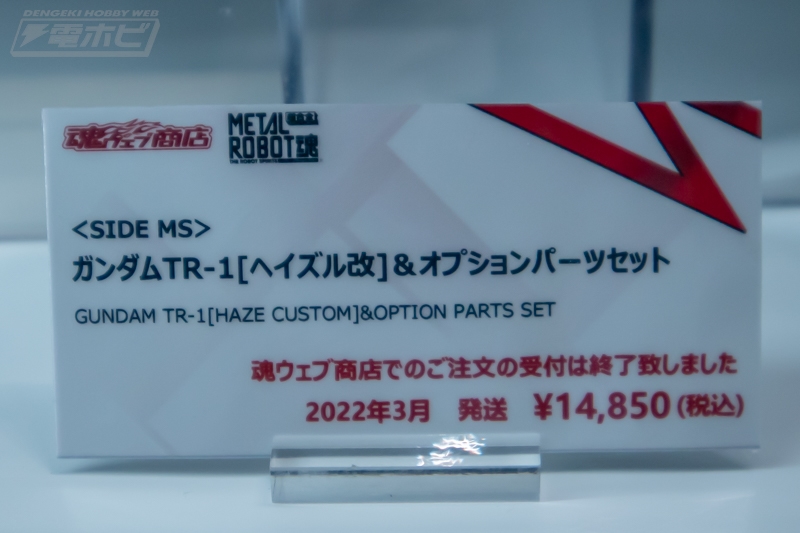 DENGEKI HOBBY WEB
電ホビ
魂ウェブ商店
METAL
ROBOT魂
THE ROBOT SPIRITS
<SIDE MS>
ガンダムTR-1[ヘイズル改]&オプションパーツセット
GUNDAM TR-1[HAZE CUSTOM]&OPTION PARTS SET
魂ウェブ商店でのご注文の受付は終了致しました
2022年3月 発送 ¥14,850(税込)